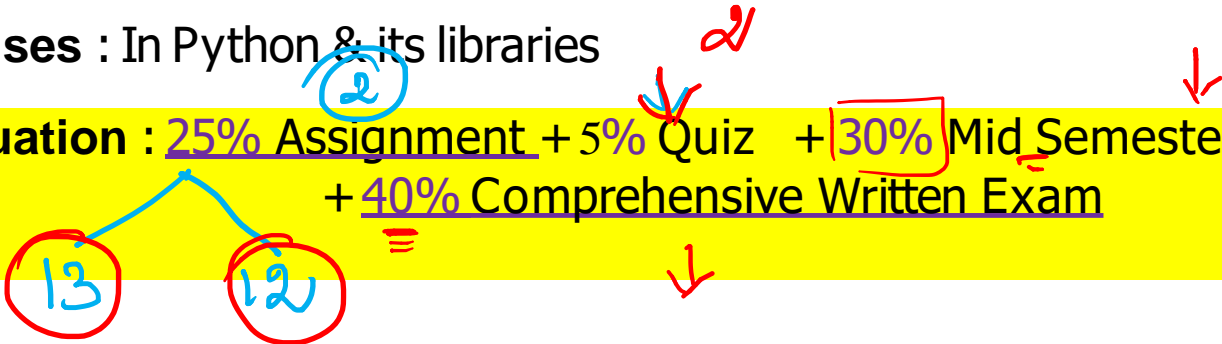 ses : In Python & its libraries
2
2
uation : 25% Assignment + 5% Quiz + 30% Mid Semeste
+ 40% Comprehensive Written Exam
13 12